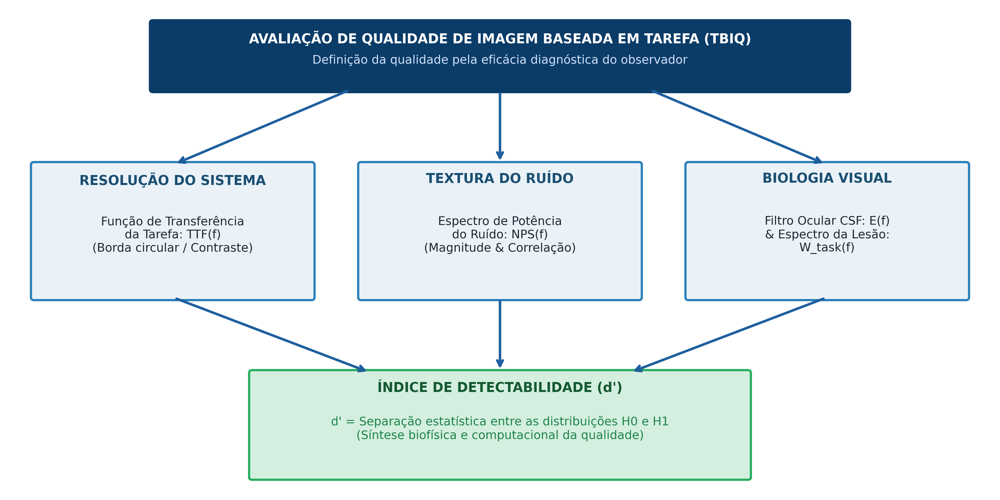 AVALIAÇÃO DE QUALIDADE DE IMAGEM BASEADA EM TAREFA (TBIQ)
Definição da qualidade pela eficácia diagnóstica do observador
RESOLUÇÃO DO SISTEMA
Função de Transferência
da Tarefa: TTF(f)
(Borda circular / Contraste)
TEXTURA DO RUÍDO
Espectro de Potência
do Ruído: NPS(f)
(Magnitude & Correlação)
BIOLOGIA VISUAL
Filtro Ocular CSF: E(f)
& Espectro da Lesão:
W_task(f)
ÍNDICE DE DETECTABILIDADE (d')
d' = Separação estatística entre as distribuições H0 e H1
(Síntese biofísica e computacional da qualidade)